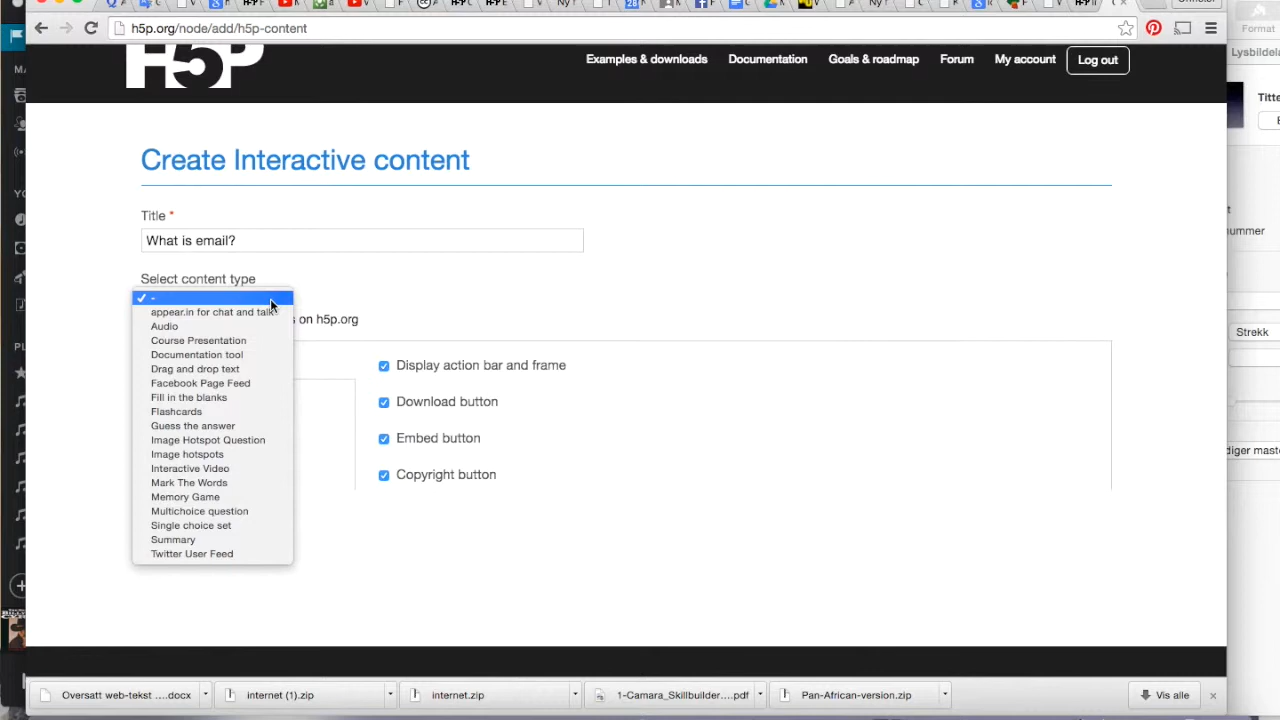 h5p.org/node/add/h5p-content
Format
Lysbildela
H5P
Examples & downloads Documentation Goals & roadmap Forum My account Log out
Create Interactive content
Title *
What is email?
Select content type
-
appear.in for chat and talk
s on h5p.org
Audio
Course Presentation
Documentation tool
Drag and drop text
Facebook Page Feed
Fill in the blanks
Flashcards
Guess the answer
Image Hotspot Question
Image hotspots
Interactive Video
Mark The Words
Memory Game
Multichoice question
Single choice set
Summary
Twitter User Feed
Display action bar and frame
Download button
Embed button
Copyright button
Titte
nummer
Strekk
diger maste
Oversatt web-tekst ....docx internet (1).zip internet.zip 1-Camara_Skillbuilder....pdf Pan-African-version.zip Vis alle